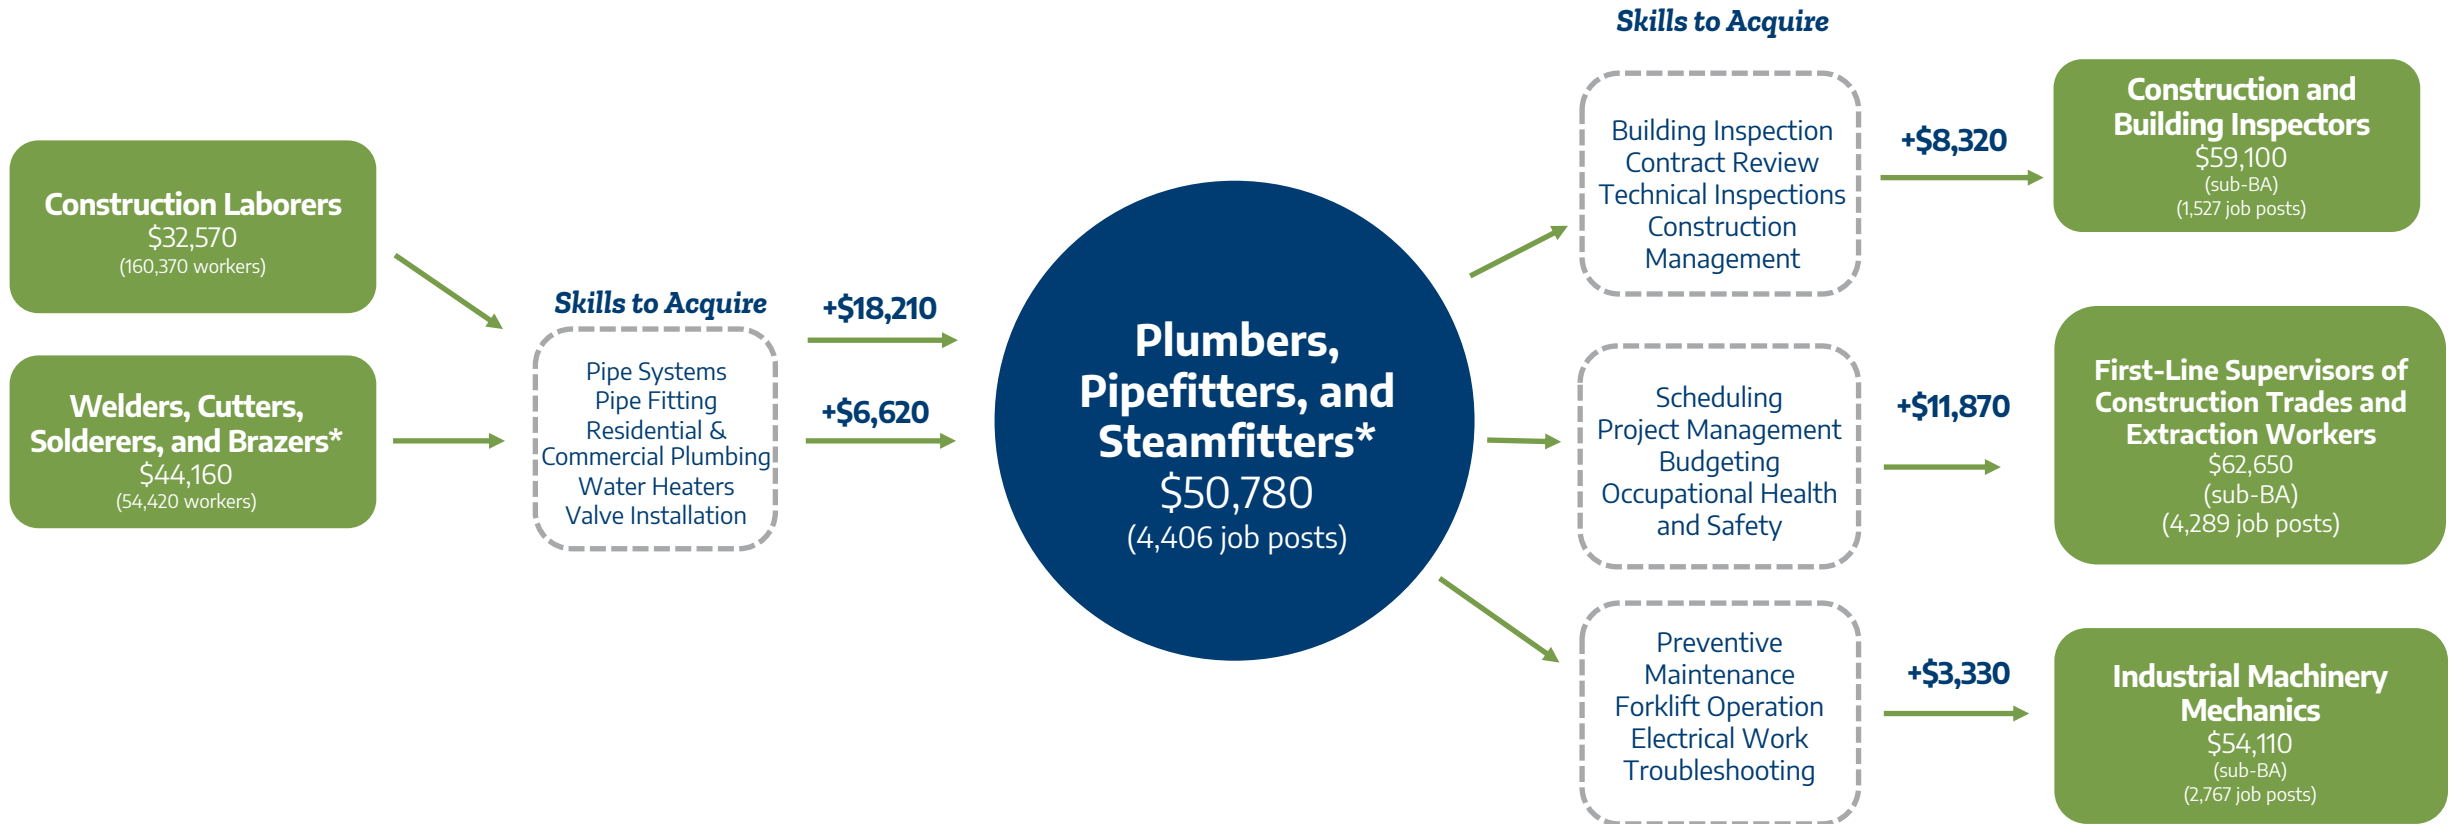 Construction Laborers
$32,570
(160,370 workers)
Welders, Cutters,
Solderers, and Brazers*
$44,160
(54,420 workers)
Skills to Acquire
Pipe Systems
Pipe Fitting
Residential &
Commercial Plumbing
Water Heaters
Valve Installation
+$18,210
+$6,620
Plumbers,
Pipefitters, and
Steamfitters*
$50,780
(4,406 job posts)
Skills to Acquire
Building Inspection
Contract Review
Technical Inspections
Construction
Management
+$8,320
Construction and
Building Inspectors
$59,100
(sub-BA)
(1,527 job posts)
Scheduling
Project Management
Budgeting
Occupational Health
and Safety
+$11,870
First-Line Supervisors of
Construction Trades and
Extraction Workers
$62,650
(sub-BA)
(4,289 job posts)
Preventive
Maintenance
Forklift Operation
Electrical Work
Troubleshooting
+$3,330
Industrial Machinery
Mechanics
$54,110
(sub-BA)
(2,767 job posts)